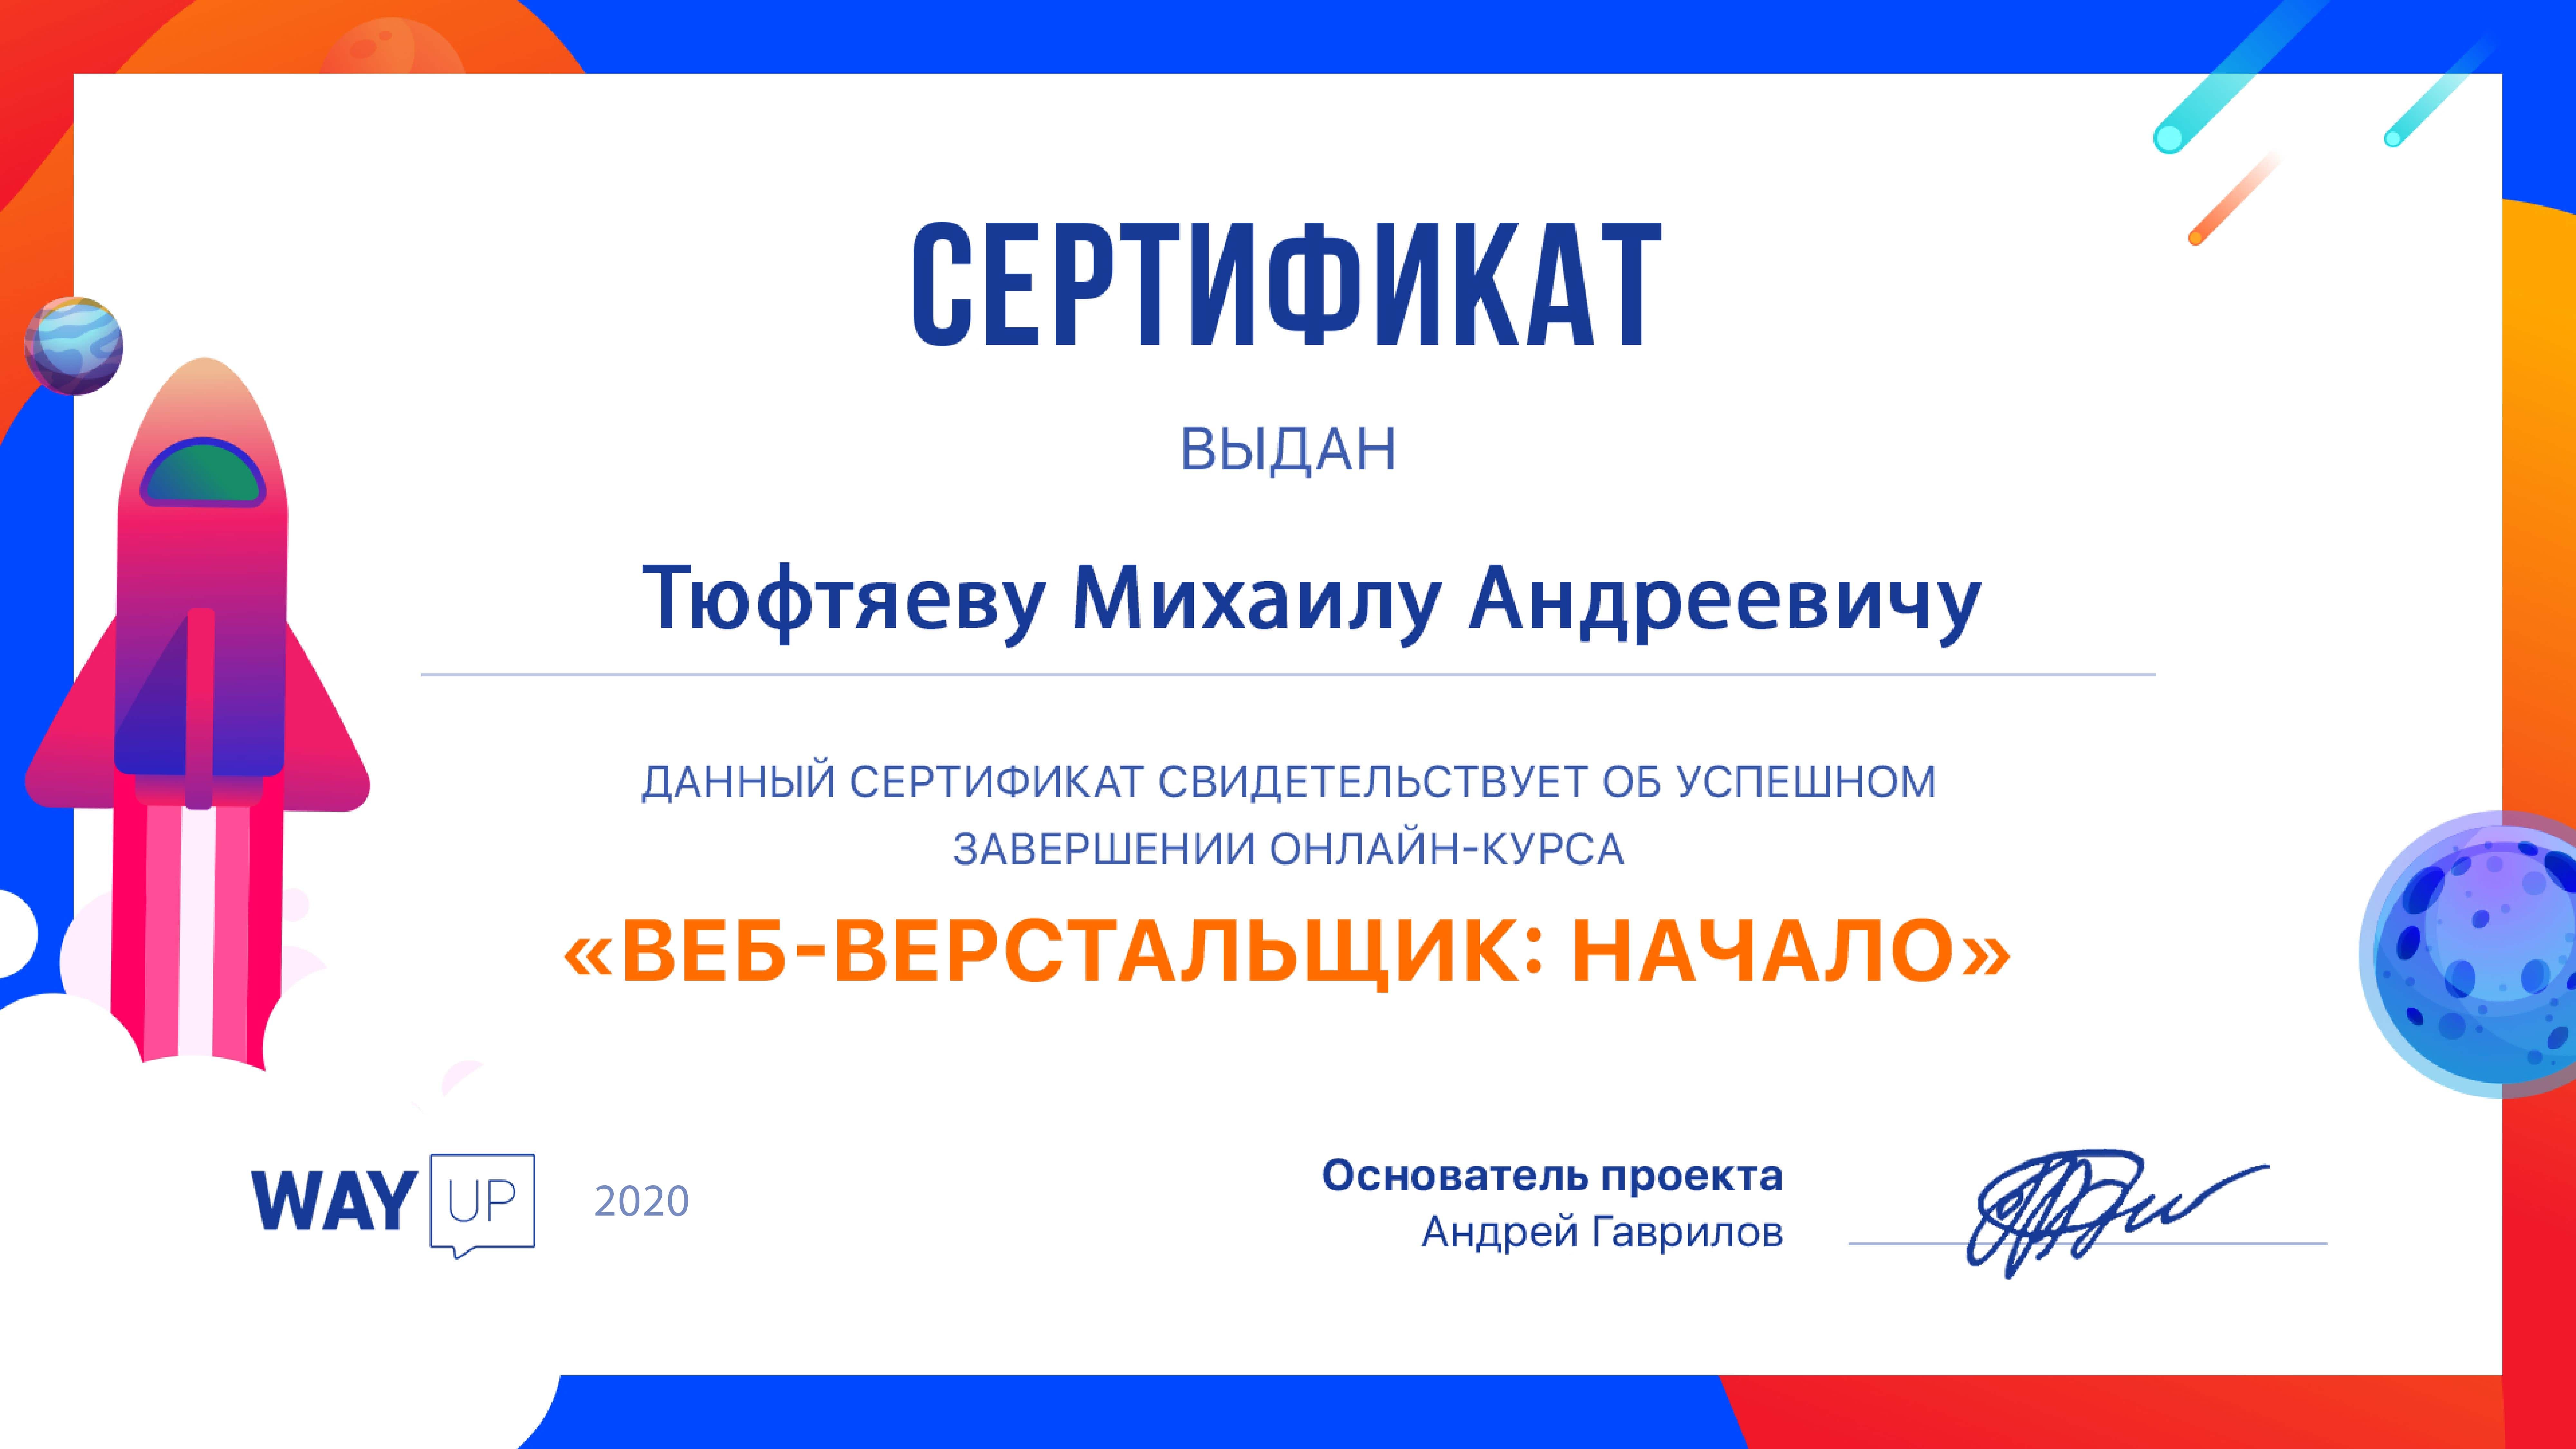 СЕРТИФИКАТ
ВЫДАН
Тюфтяеву Михаилу Андреевичу
ДАННЫЙ СЕРТИФИКАТ СВИДЕТЕЛЬСТВУЕТ ОБ УСПЕШНОМ
ЗАВЕРШЕНИИ ОНЛАЙН-КУРСА
«ВЕБ-ВЕРСТАЛЬЩИК: НАЧАЛО»
WAY UP 2020
Основатель проекта
Андрей Гаврилов